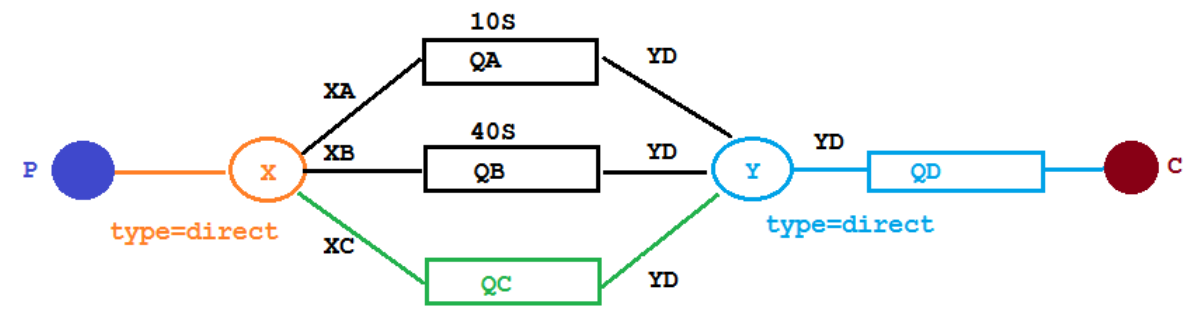 10S
QA
YD
XA
40S
XB
YD
YD
P
X
QB
Y
QD
C
type=direct
type=direct
XC
QC
YD